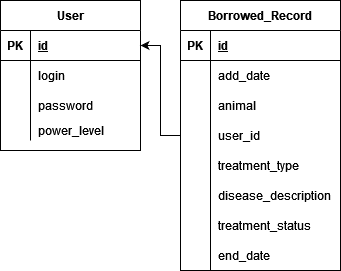 User
PK id
login
password
power_level
Borrowed_Record
PK id
add_date
animal
user_id
treatment_type
disease_description
treatment_status
end_date